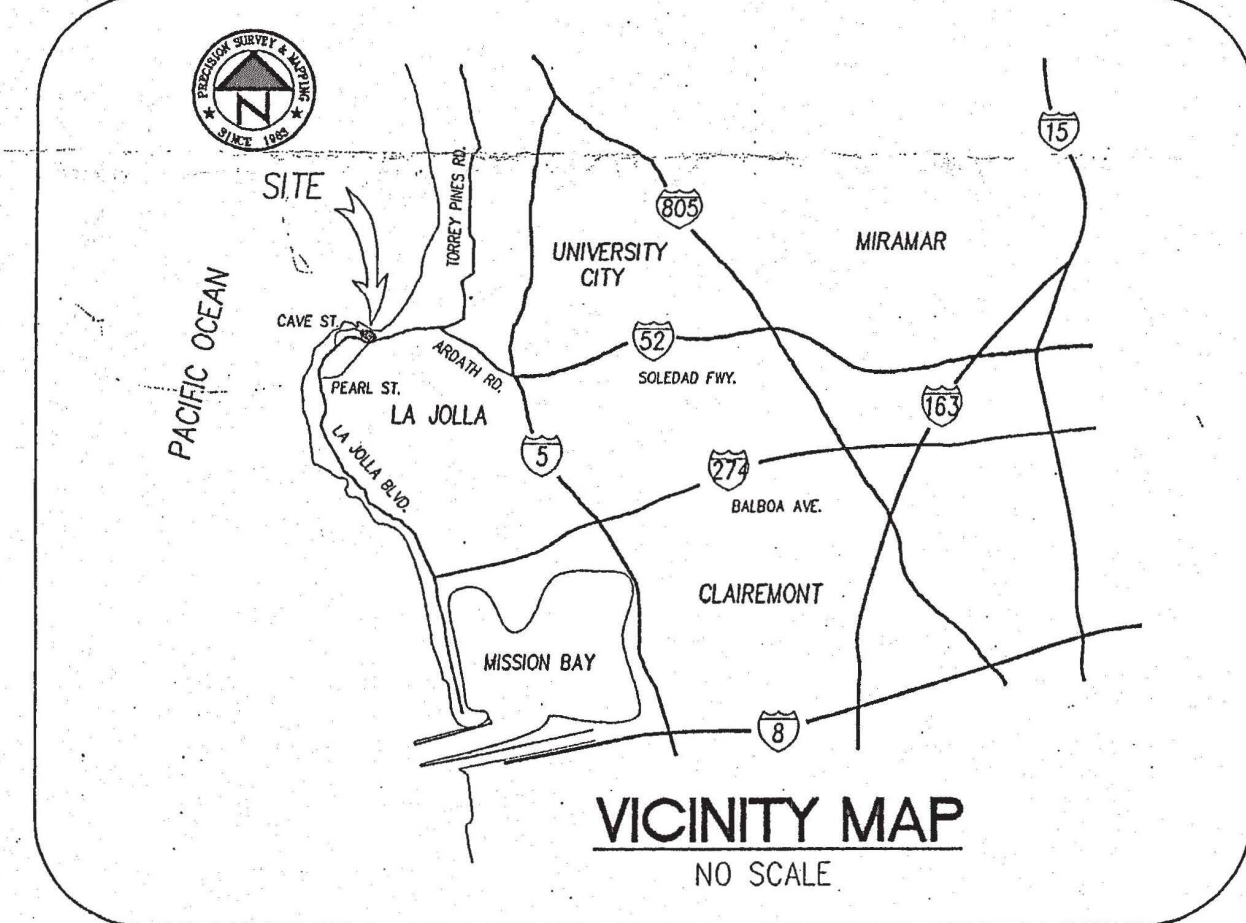 PRECISION SURVEY & MAPPING
N
SINCE 1983
SITE
PACIFIC OCEAN
TORREY PINES RD.
UNIVERSITY
CITY
805
15
MIRAMAR
CAVE ST.
PEARL ST.
ARDATH RD.
52
SOLEDAD FWY.
LA JOLLA
LA JOLLA BLVD.
163
5
274
BALBOA AVE.
CLAIREMONT
MISSION BAY
8
VICINITY MAP
NO SCALE